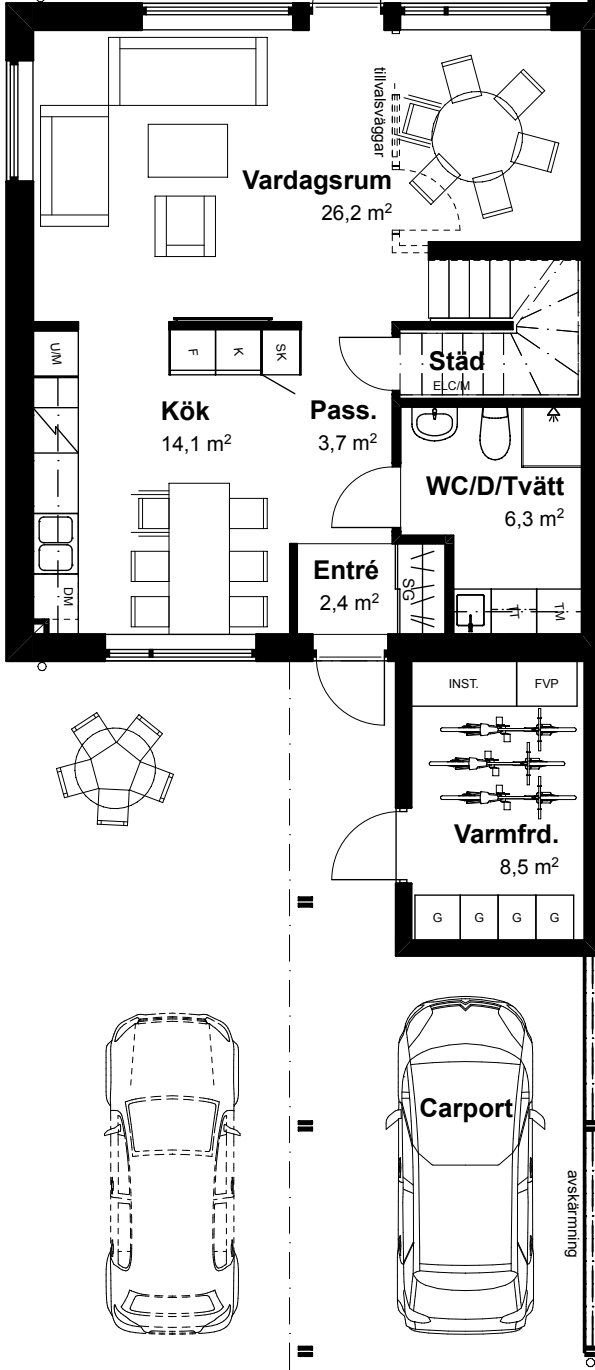 tillvalsväggar
Vardagsrum
26,2 m²
U/M
F
K
SK
Städ
ELC/M
Kök
14,1 m²
Pass.
3,7 m²
WC/D/Tvätt
6,3 m²
Entré
2,4 m²
SG
DM
TT
TM
INST.
FVP
Varmfrd.
8,5 m²
G
G
G
G
Carport
avskärmning